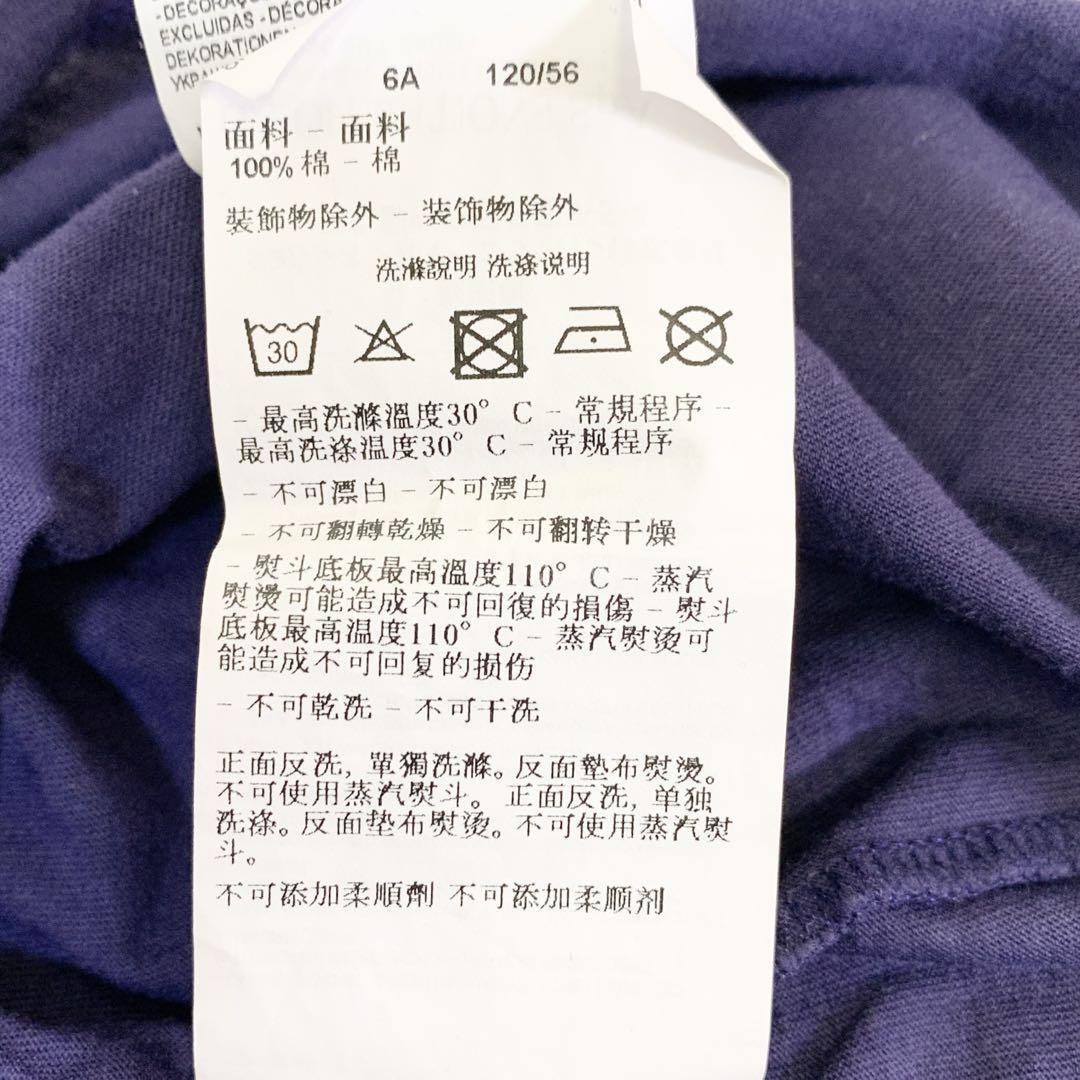 -DECORAÇ
EXCLUIDAS - DÉCORA
DEKORATIONEN
УКРАШ
6A 120/56
面料 - 面料
100% 棉 - 棉
裝飾物除外 - 装饰物除外
洗滌說明 洗涤说明
30
- 最高洗滌溫度30° C - 常規程序 -
最高洗涤温度30° C - 常规程序
- 不可漂白 - 不可漂白
- 不可翻轉乾燥 - 不可翻转干燥
- 熨斗底板最高溫度110° C - 蒸汽
熨燙可能造成不可回復的損傷 - 熨斗
底板最高温度110° C - 蒸汽熨烫可
能造成不可回复的损伤
- 不可乾洗 - 不可干洗
正面反洗, 單獨洗滌。反面墊布熨燙。
不可使用蒸汽熨斗。 正面反洗, 单独
洗涤。反面垫布熨烫。不可使用蒸汽熨
斗。
不可添加柔順劑 不可添加柔顺剂